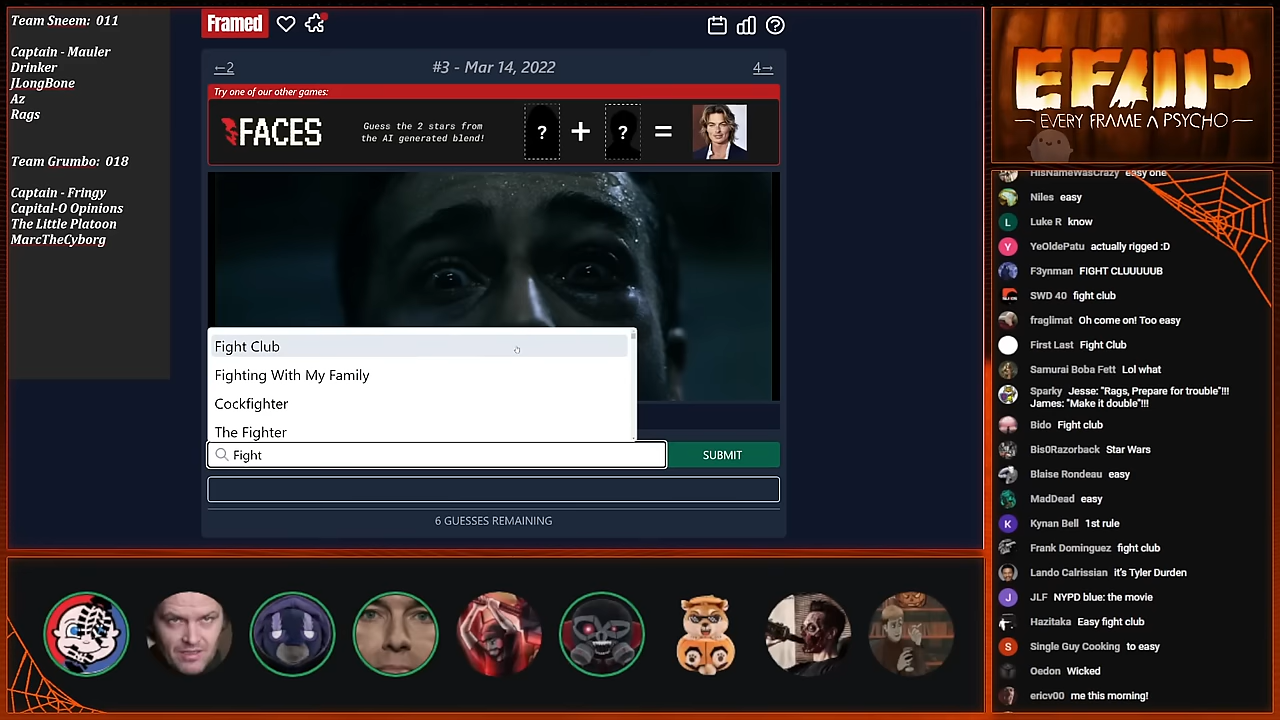 Team Sneem: 011
Captain - Mauler
Drinker
JLongBone
Az
Rags
Team Grumbo: 018
Captain - Fringy
Capital-O Opinions
The Little Platoon
MarcTheCyborg
Framed
←2
#3 - Mar 14, 2022
4→
Try one of our other games:
FACES
Guess the 2 stars from
the AI generated blend!
? + ? =
Fight Club
Fighting With My Family
Cockfighter
The Fighter
Fight
SUBMIT
6 GUESSES REMAINING
EFAP
EVERY FRAME A PSYCHO
HisNameWasCrazy easy one
Niles easy
L Luke R know
Y YeOldePatu actually rigged :D
F3ynman FIGHT CLUUUUUB
SWD 40 fight club
fraglimat Oh come on! Too easy
First Last Fight Club
Samurai Boba Fett Lol what
Sparky Jesse: "Rags, Prepare for trouble"!!!
James: "Make it double"!!!
Bido Fight club
Bis0Razorback Star Wars
Blaise Rondeau easy
MadDead easy
K Kynan Bell 1st rule
Frank Dominguez fight club
Lando Calrissian it's Tyler Durden
J JLF NYPD blue: the movie
Hazitaka Easy fight club
S Single Guy Cooking to easy
Oedon Wicked
ericv00 me this morning!